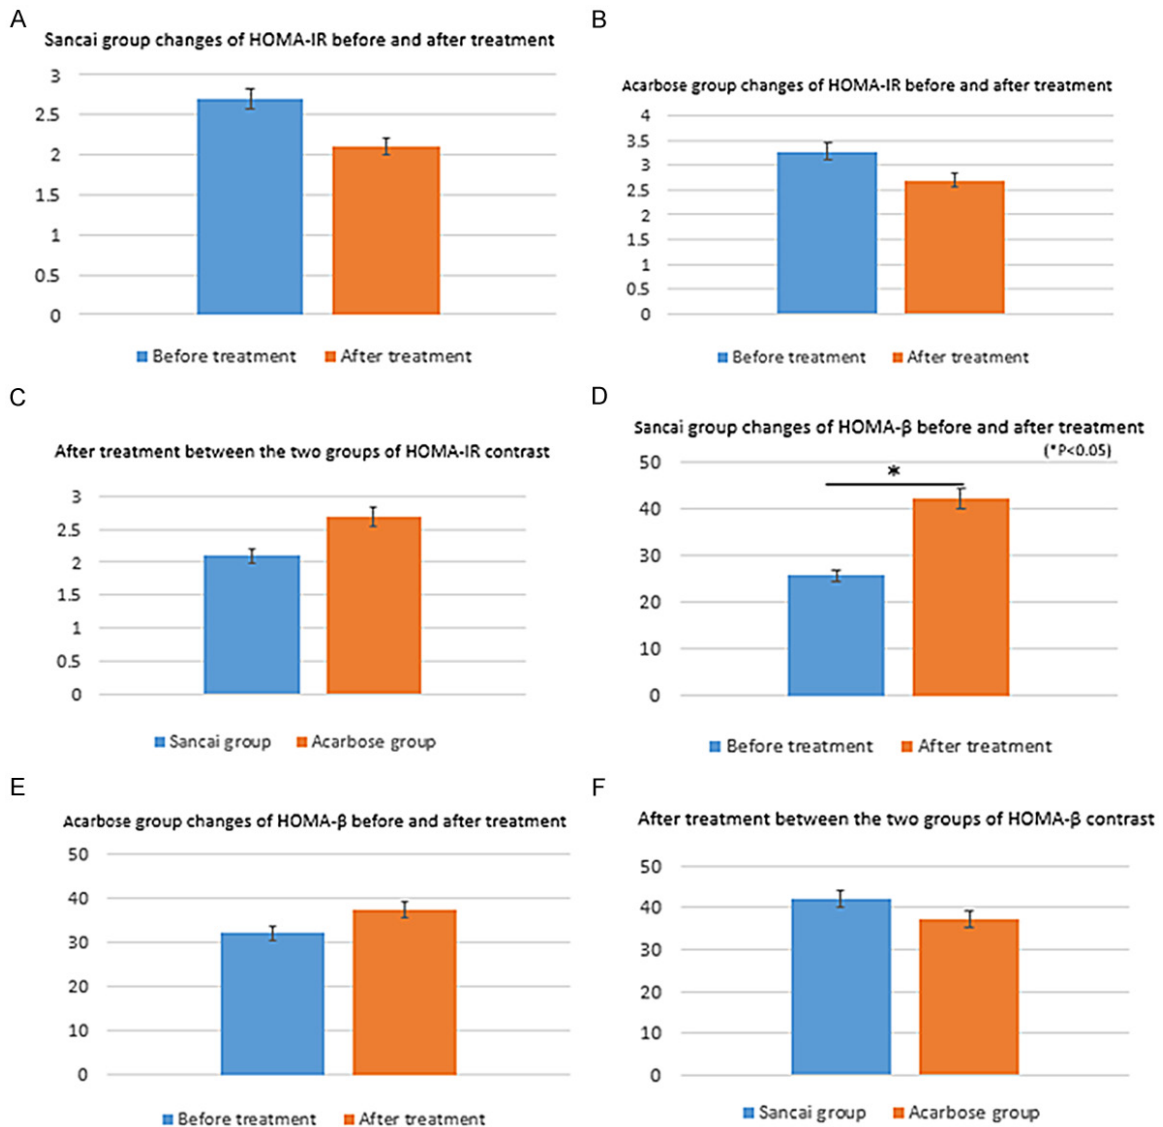 A
Sancai group changes of HOMA-IR before and after treatment
3
2.5
2
1.5
1
0.5
0
Before treatment After treatment
B
Acarbose group changes of HOMA-IR before and after treatment
4
3.5
3
2.5
2
1.5
1
0.5
0
Before treatment After treatment
C
After treatment between the two groups of HOMA-IR contrast
3
2.5
2
1.5
1
0.5
0
Sancai group Acarbose group
D
Sancai group changes of HOMA-β before and after treatment
(*P<0.05)
50
*
40
30
20
10
0
Before treatment After treatment
E
Acarbose group changes of HOMA-β before and after treatment
50
40
30
20
10
0
Before treatment After treatment
F
After treatment between the two groups of HOMA-β contrast
50
40
30
20
10
0
Sancai group Acarbose group